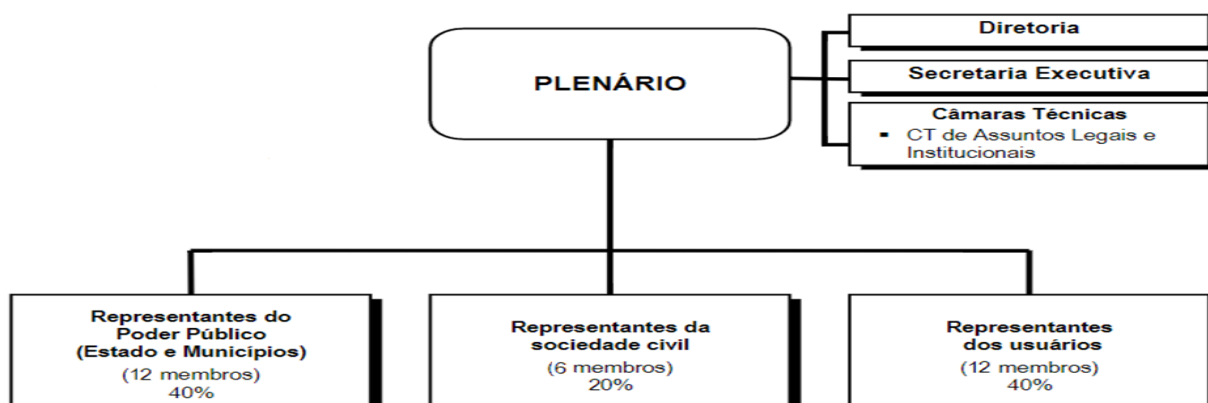 PLENÁRIO
Diretoria
Secretaria Executiva
Câmaras Técnicas
▪ CT de Assuntos Legais e
Institucionais
Representantes do
Poder Público
(Estado e Municípios)
(12 membros)
40%
Representantes da
sociedade civil
(6 membros)
20%
Representantes
dos usuários
(12 membros)
40%